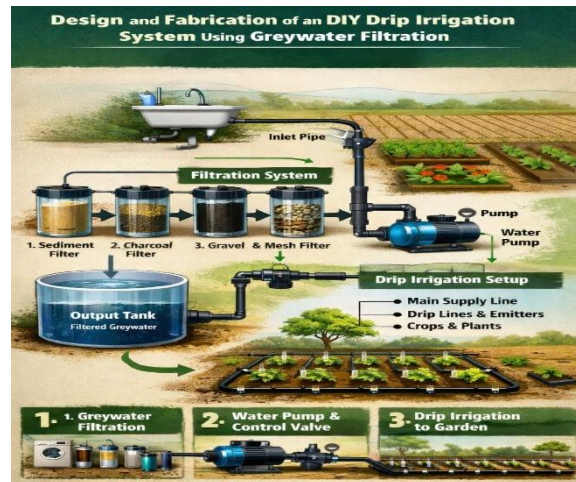 Design and Fabrication of an DIY Drip Irrigation
System Using Greywater Filtration
Inlet Pipe
Filtration System
Pump
Water
Pump
1. Sediment
Filter
2. Charcoal
Filter
3. Gravel & Mesh Filter
Drip Irrigation Setup
Output Tank
Filtered Greywater
• Main Supply Line
• Drip Lines & Emitters
• Crops & Plants
1. 1. Greywater
Filtration
2. Water Pump &
Control Valve
3. Drip Irrigation
to Garden